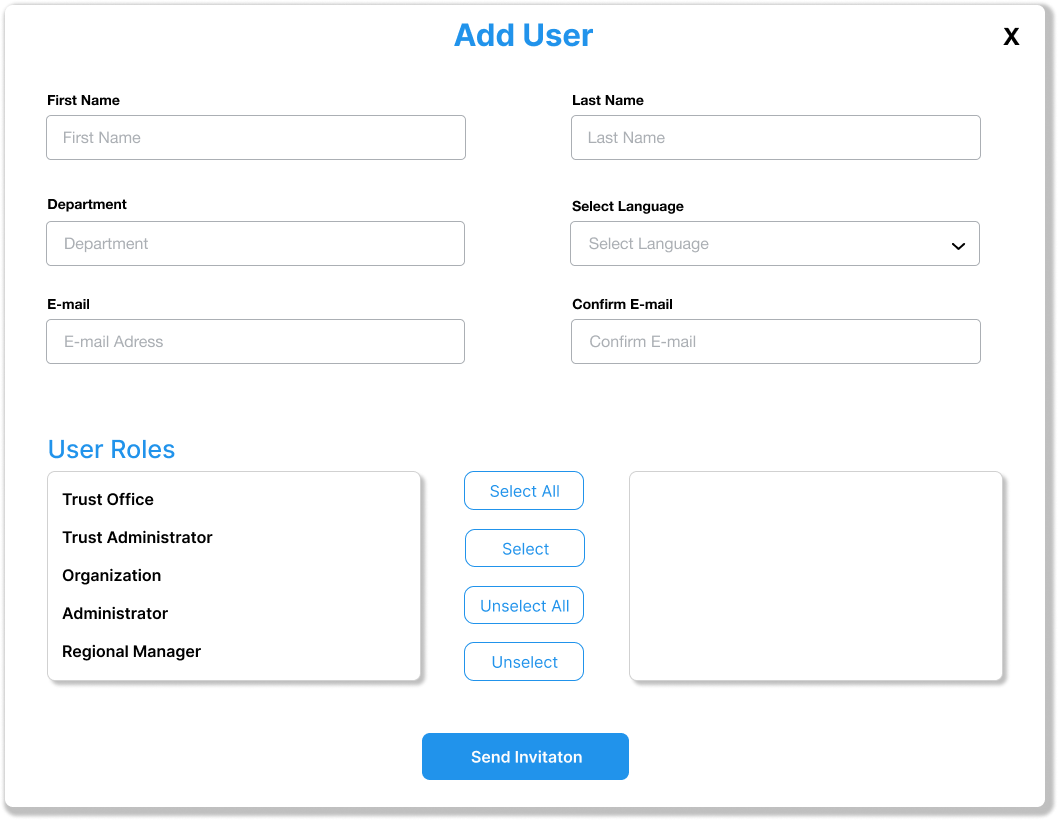 Add User
X
First Name
Last Name
First Name
Last Name
Department
Select Language
Department
Select Language
E-mail
Confirm E-mail
E-mail Adress
Confirm E-mail
User Roles
Trust Office
Trust Administrator
Organization
Administrator
Regional Manager
Select All
Select
Unselect All
Unselect
Send Invitaton